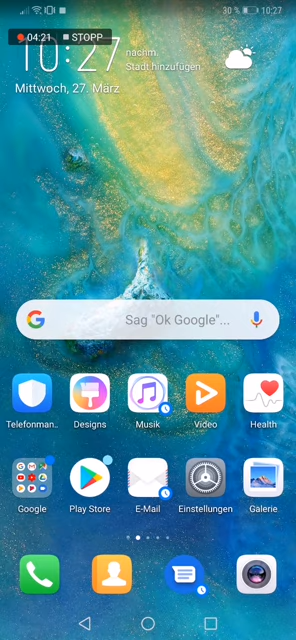 30 % 10:27
04:21 STOPP
10:27
nachm.
Stadt hinzufügen
Mittwoch, 27. März
Sag "Ok Google"...
Telefonman..
Designs
Musik
Video
Health
Google
Play Store
E-Mail
Einstellungen
Galerie